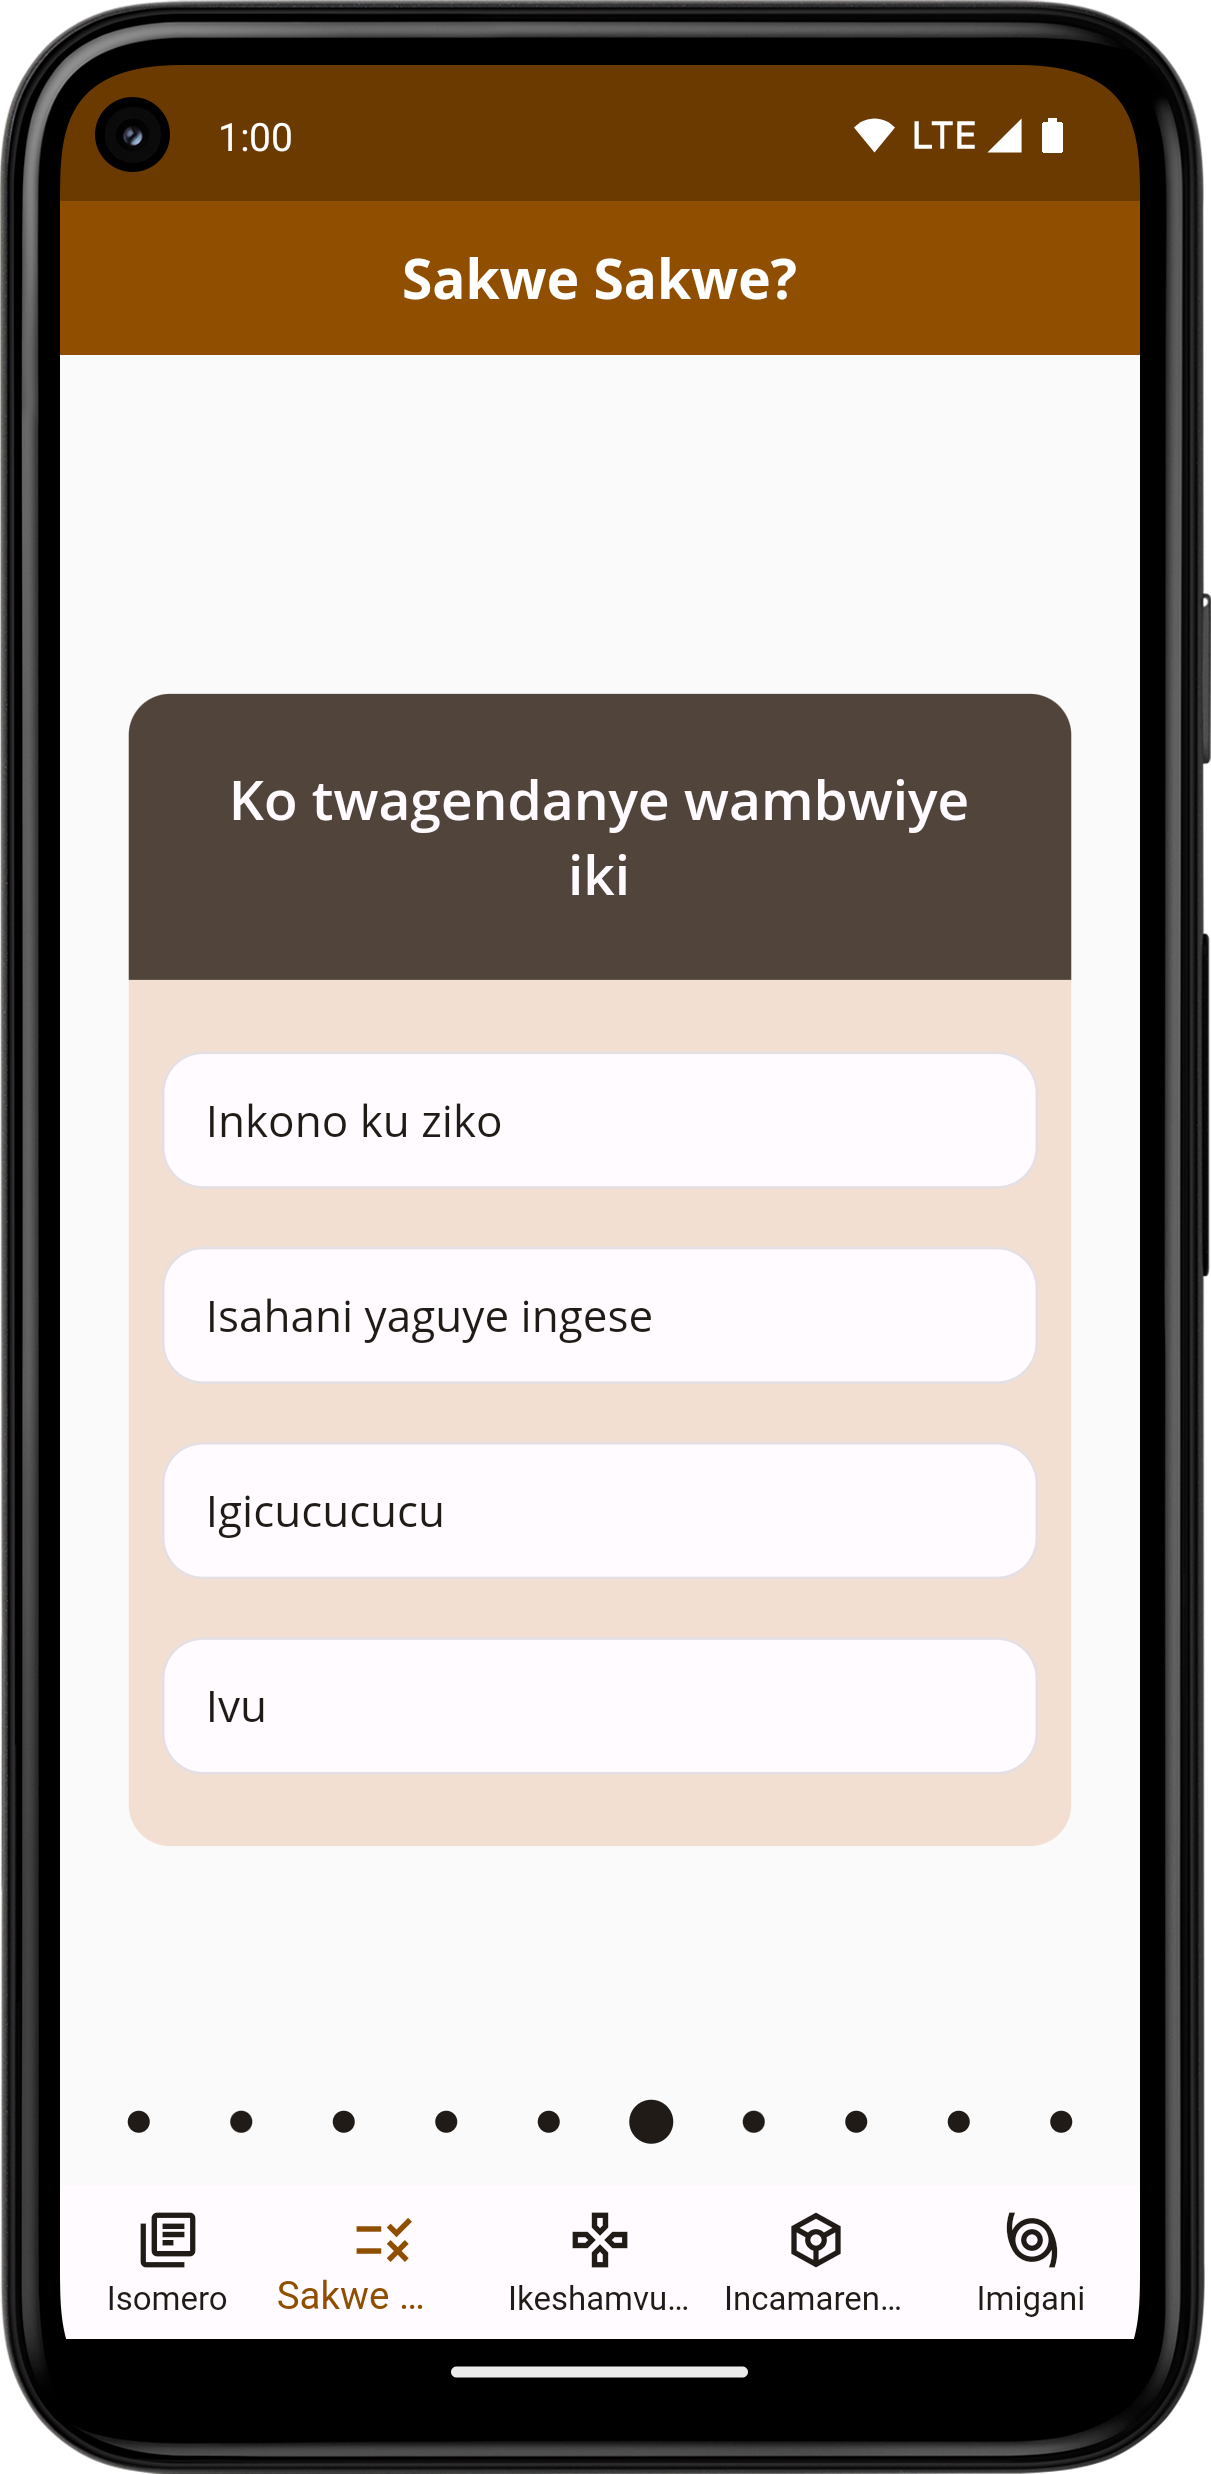 1:00 LTE
Sakwe Sakwe?
Ko twagendanye wambwiye
iki
Inkono ku ziko
Isahani yaguye ingese
Igicucucucu
Ivu
Isomero Sakwe ... Ikeshamvu... Incamaren... Imigani